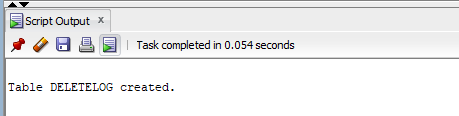 Script Output x
Task completed in 0.054 seconds
Table DELETELOG created.